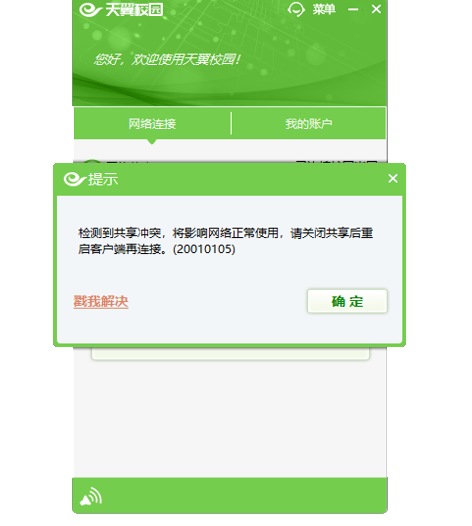 天翼校园
菜单
您好，欢迎使用天翼校园！
网络连接
我的账户
提示
检测到共享冲突，将影响网络正常使用，请关闭共享后重
启客户端再连接。(20010105)
戳我解决
确 定